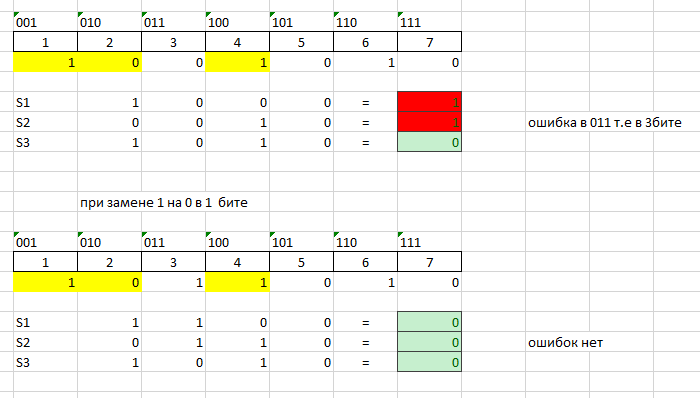 001 010 011 100 101 110 111
1 2 3 4 5 6 7
1 0 0 1 0 1 0
S1 1 0 0 0 = 1
S2 0 0 1 0 = 1 ошибка в 011 т.е в 3бите
S3 1 0 1 0 = 0
при замене 1 на 0 в 1 бите
001 010 011 100 101 110 111
1 2 3 4 5 6 7
1 0 1 1 0 1 0
S1 1 1 0 0 = 0
S2 0 1 1 0 = 0 ошибок нет
S3 1 0 1 0 = 0